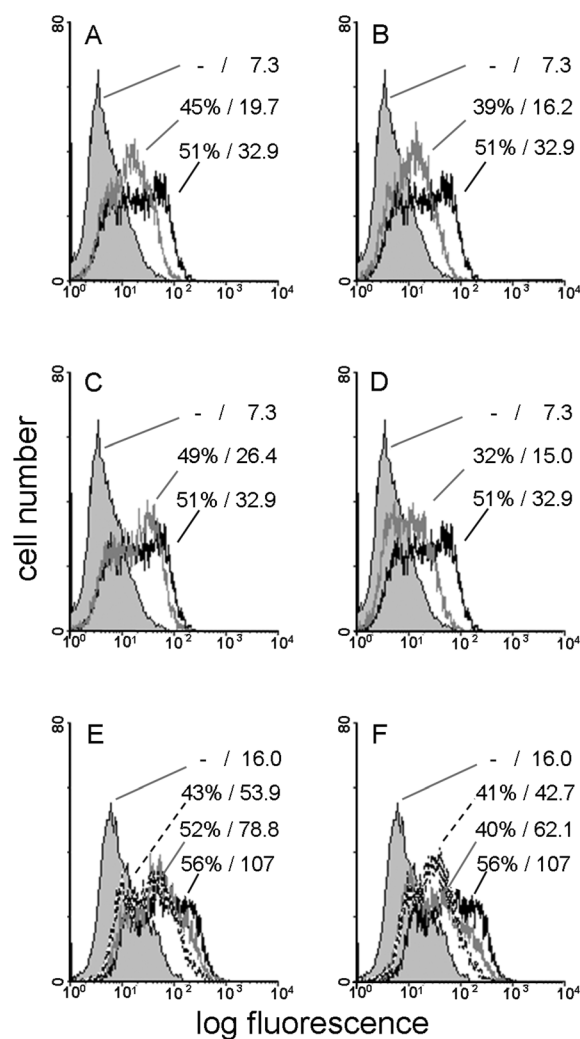 80
A
- / 7.3
45% / 19.7
51% / 32.9
0
10^0 10^1 10^2 10^3 10^4
80
B
- / 7.3
39% / 16.2
51% / 32.9
0
10^0 10^1 10^2 10^3 10^4
80
C
- / 7.3
49% / 26.4
51% / 32.9
0
10^0 10^1 10^2 10^3 10^4
80
D
- / 7.3
32% / 15.0
51% / 32.9
0
10^0 10^1 10^2 10^3 10^4
cell number
80
E
- / 16.0
43% / 53.9
52% / 78.8
56% / 107
0
10^0 10^1 10^2 10^3 10^4
80
F
- / 16.0
41% / 42.7
40% / 62.1
56% / 107
0
10^0 10^1 10^2 10^3 10^4
log fluorescence